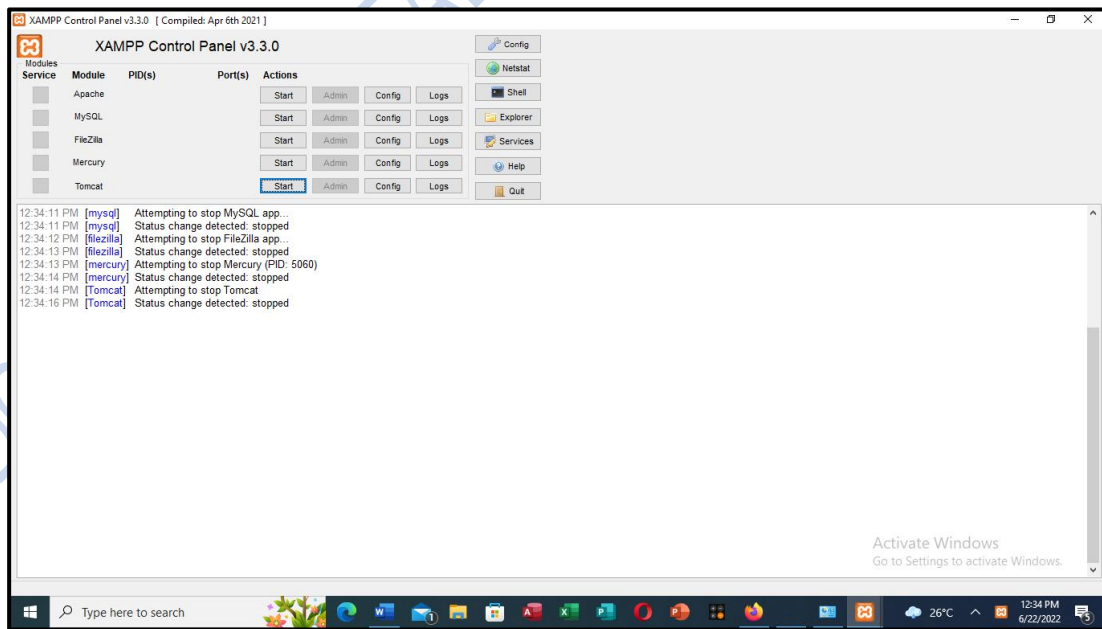 XAMPP Control Panel v3.3.0 [ Compiled: Apr 6th 2021 ]
XAMPP Control Panel v3.3.0
Config
Modules
Service Module PID(s) Port(s) Actions
Netstat
Apache Start Admin Config Logs
Shell
MySQL Start Admin Config Logs
Explorer
FileZilla Start Admin Config Logs
Services
Mercury Start Admin Config Logs
Help
Tomcat Start Admin Config Logs
Quit
12:34:11 PM [mysql] Attempting to stop MySQL app...
12:34:11 PM [mysql] Status change detected: stopped
12:34:12 PM [filezilla] Attempting to stop FileZilla app...
12:34:13 PM [filezilla] Status change detected: stopped
12:34:13 PM [mercury] Attempting to stop Mercury (PID: 5060)
12:34:14 PM [mercury] Status change detected: stopped
12:34:14 PM [Tomcat] Attempting to stop Tomcat
12:34:16 PM [Tomcat] Status change detected: stopped
Activate Windows
Go to Settings to activate Windows.
Type here to search
26°C
12:34 PM
6/22/2022